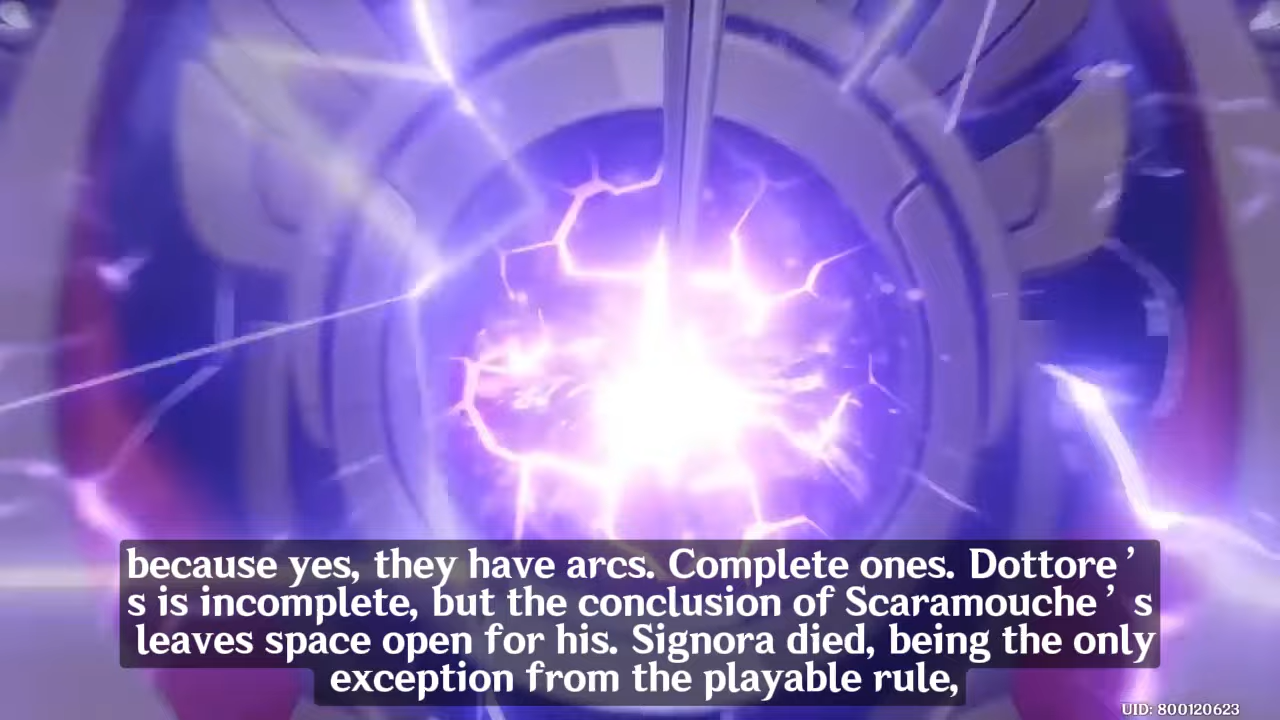 because yes, they have arcs. Complete ones. Dottore’
s is incomplete, but the conclusion of Scaramouche’s
leaves space open for his. Signora died, being the only
exception from the playable rule,
UID: 800120623